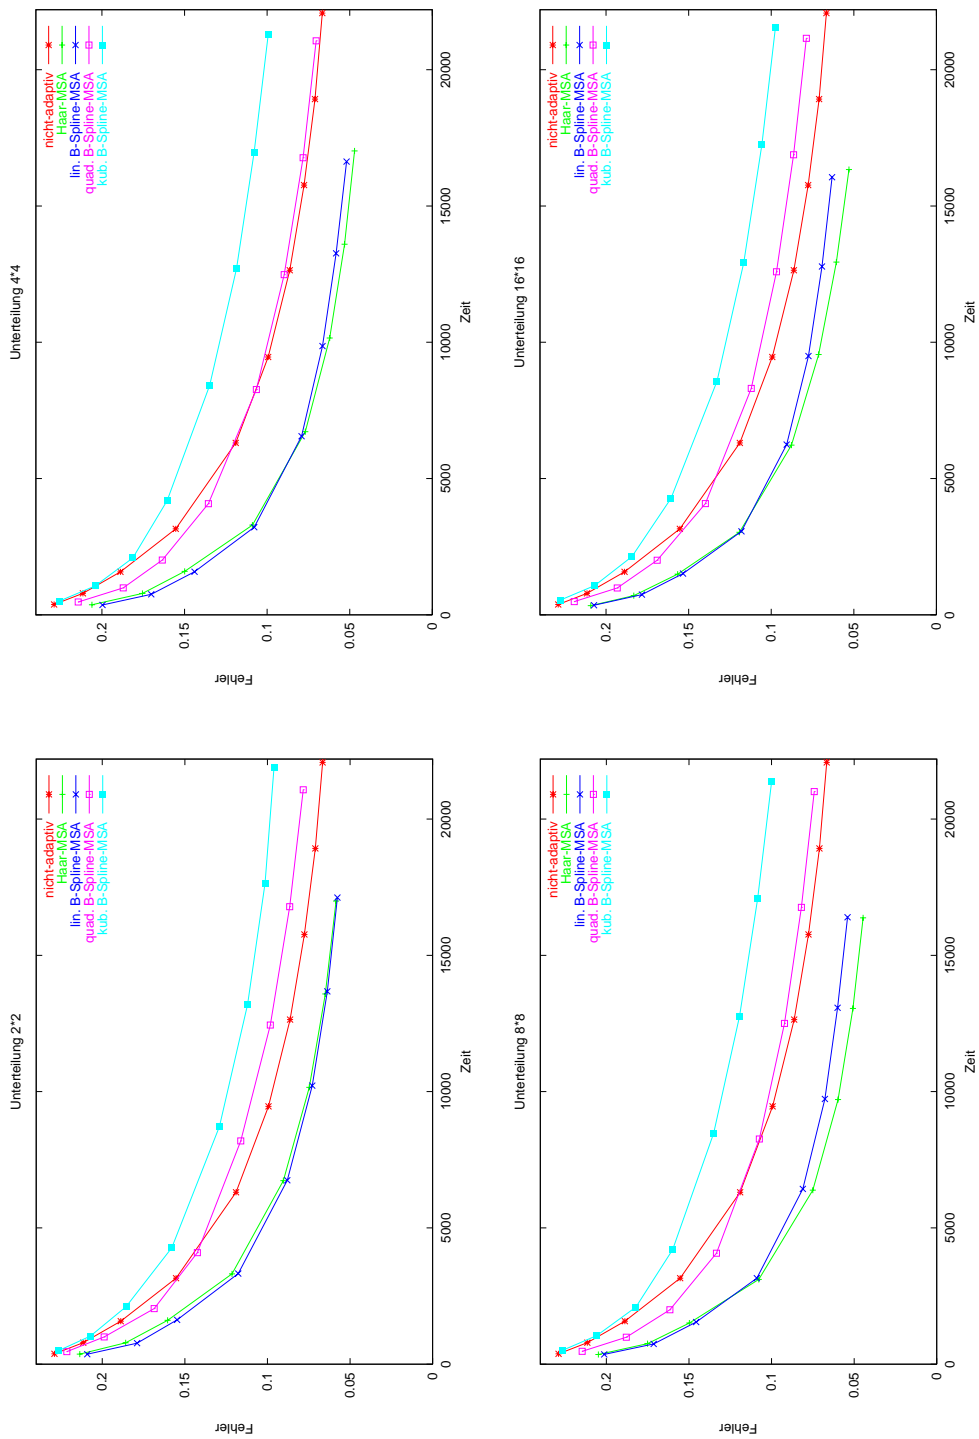 Unterteilung 2*2
nicht-adaptiv
Haar-MSA
lin. B-Spline-MSA
quad. B-Spline-MSA
kub. B-Spline-MSA
0.2
0.15
0.1
0.05
0
Fehler
0 5000 10000 15000 20000
Zeit
Unterteilung 4*4
nicht-adaptiv
Haar-MSA
lin. B-Spline-MSA
quad. B-Spline-MSA
kub. B-Spline-MSA
0.2
0.15
0.1
0.05
0
Fehler
0 5000 10000 15000 20000
Zeit
Unterteilung 8*8
nicht-adaptiv
Haar-MSA
lin. B-Spline-MSA
quad. B-Spline-MSA
kub. B-Spline-MSA
0.2
0.15
0.1
0.05
0
Fehler
0 5000 10000 15000 20000
Zeit
Unterteilung 16*16
nicht-adaptiv
Haar-MSA
lin. B-Spline-MSA
quad. B-Spline-MSA
kub. B-Spline-MSA
0.2
0.15
0.1
0.05
0
Fehler
0 5000 10000 15000 20000
Zeit